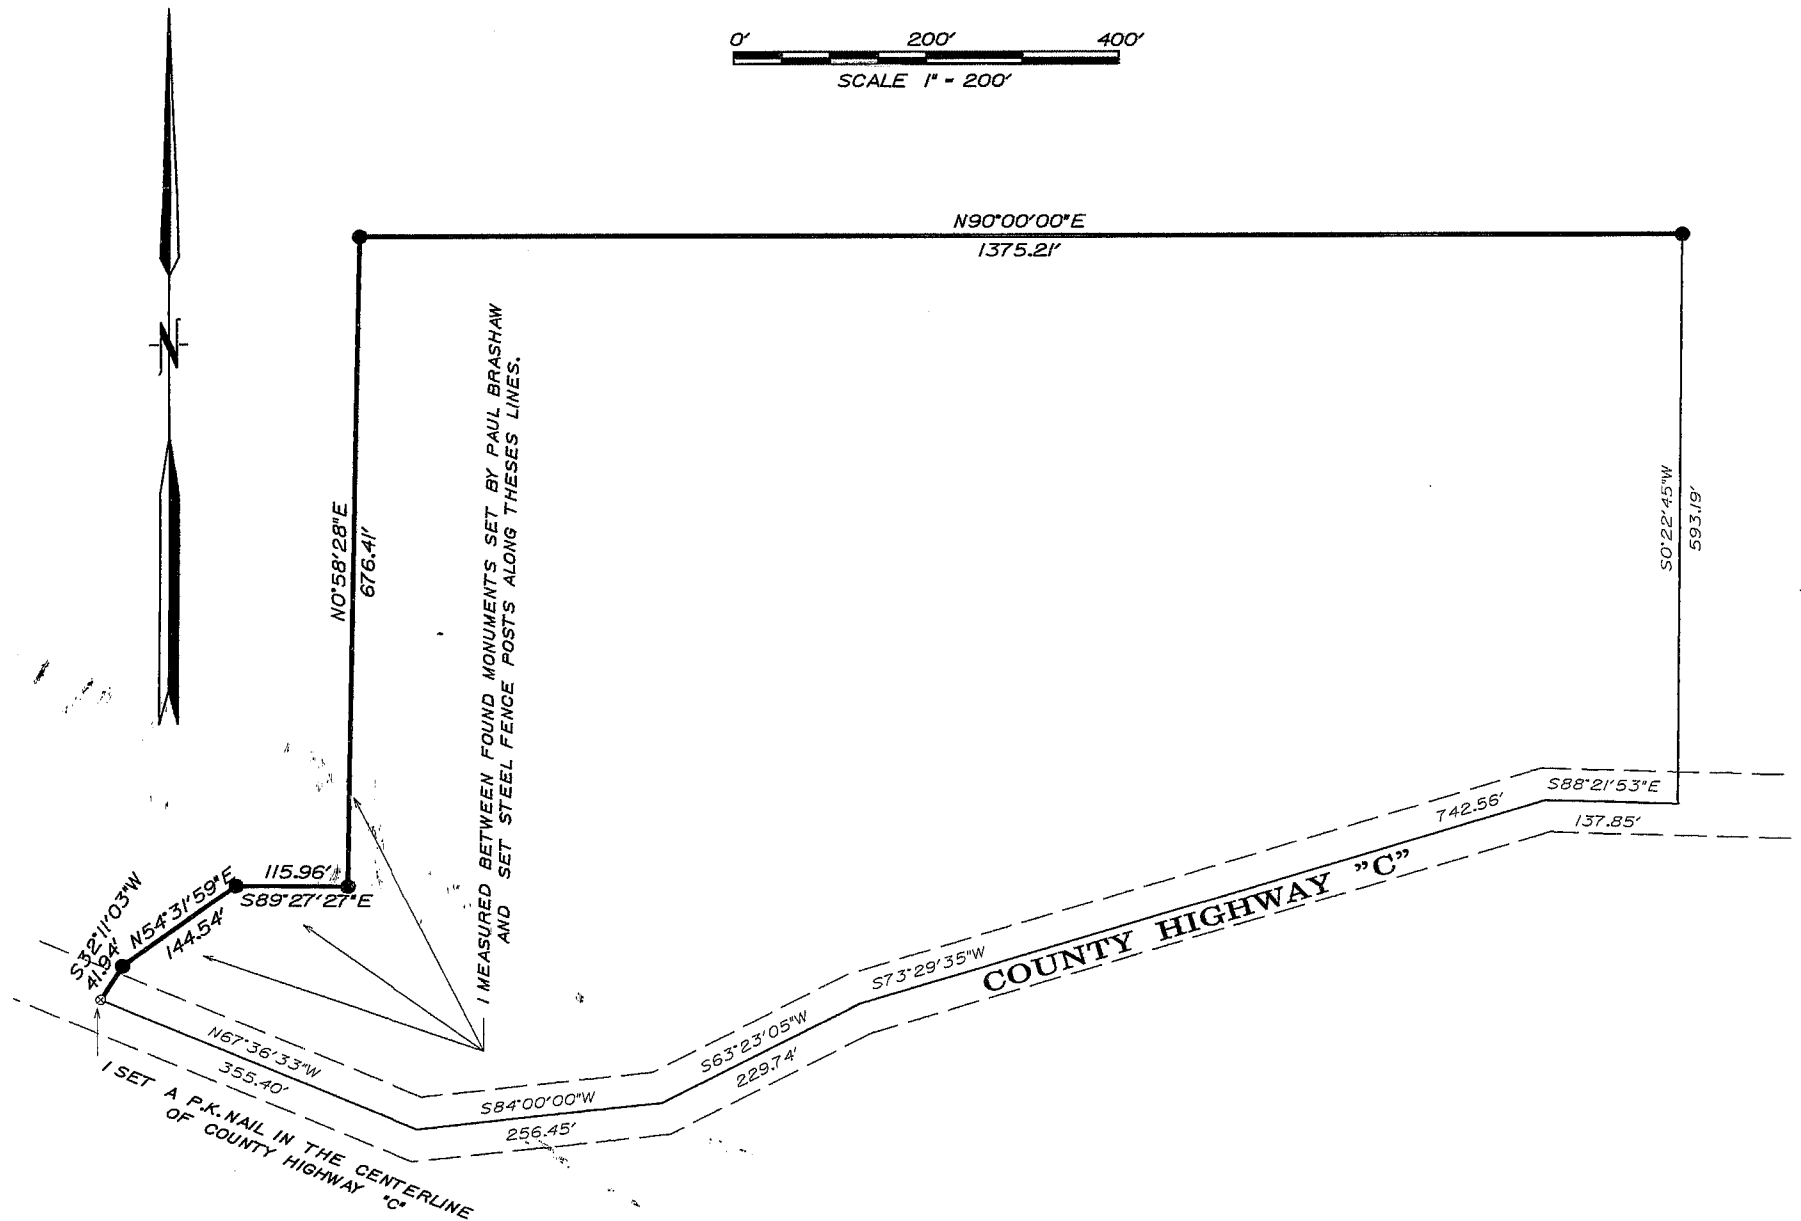 0' 200' 400'
SCALE 1" = 200'
N90°00'00"E
1375.21'
N
N0°58'28"E
676.41'
I MEASURED BETWEEN FOUND MONUMENTS SET BY PAUL BRASHAW
AND SET STEEL FENCE POSTS ALONG THESES LINES.
S0°22'45"W
593.19'
S88°21'53"E
137.85'
742.56'
S73°29'35"W
COUNTY HIGHWAY "C"
S63°23'05"W
229.74'
S84°00'00"W
256.45'
N67°36'33"W
355.40'
115.96'
S89°27'27"E
N54°31'59"E
144.54'
S32°11'03"W
41.94'
I SET A P.K. NAIL IN THE CENTERLINE
OF COUNTY HIGHWAY "C"